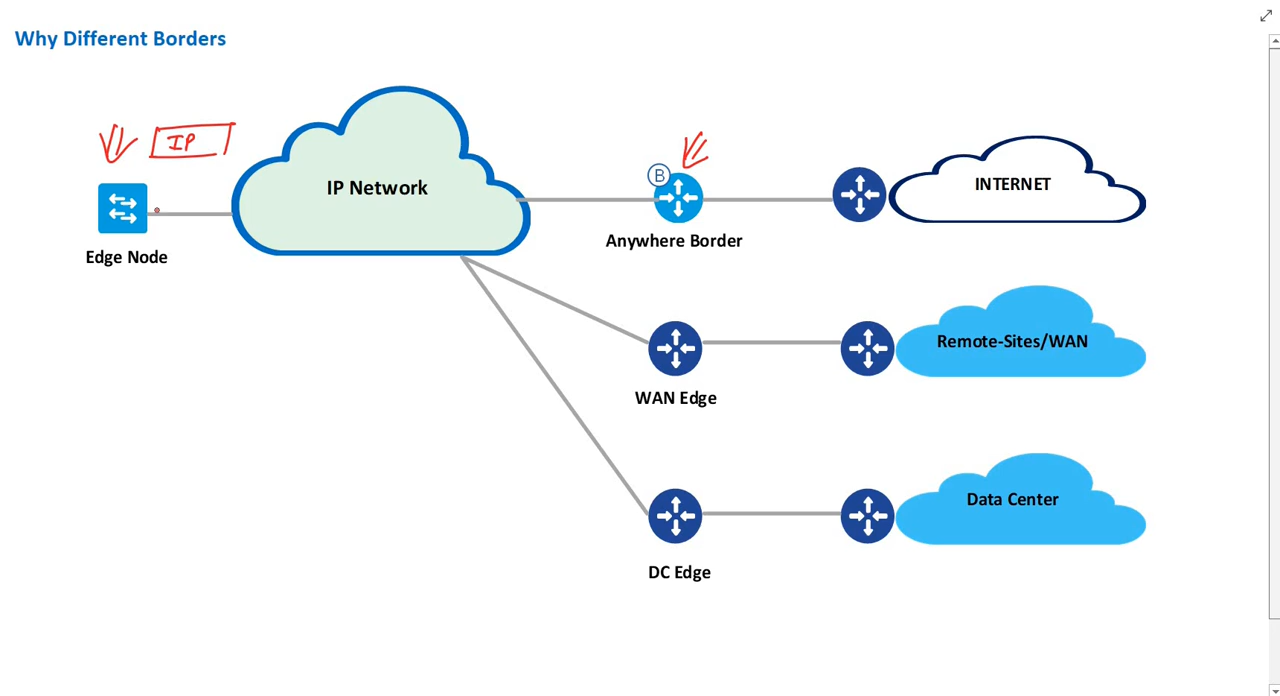 Why Different Borders
IP
IP Network
B
INTERNET
Anywhere Border
Edge Node
Remote-Sites/WAN
WAN Edge
Data Center
DC Edge